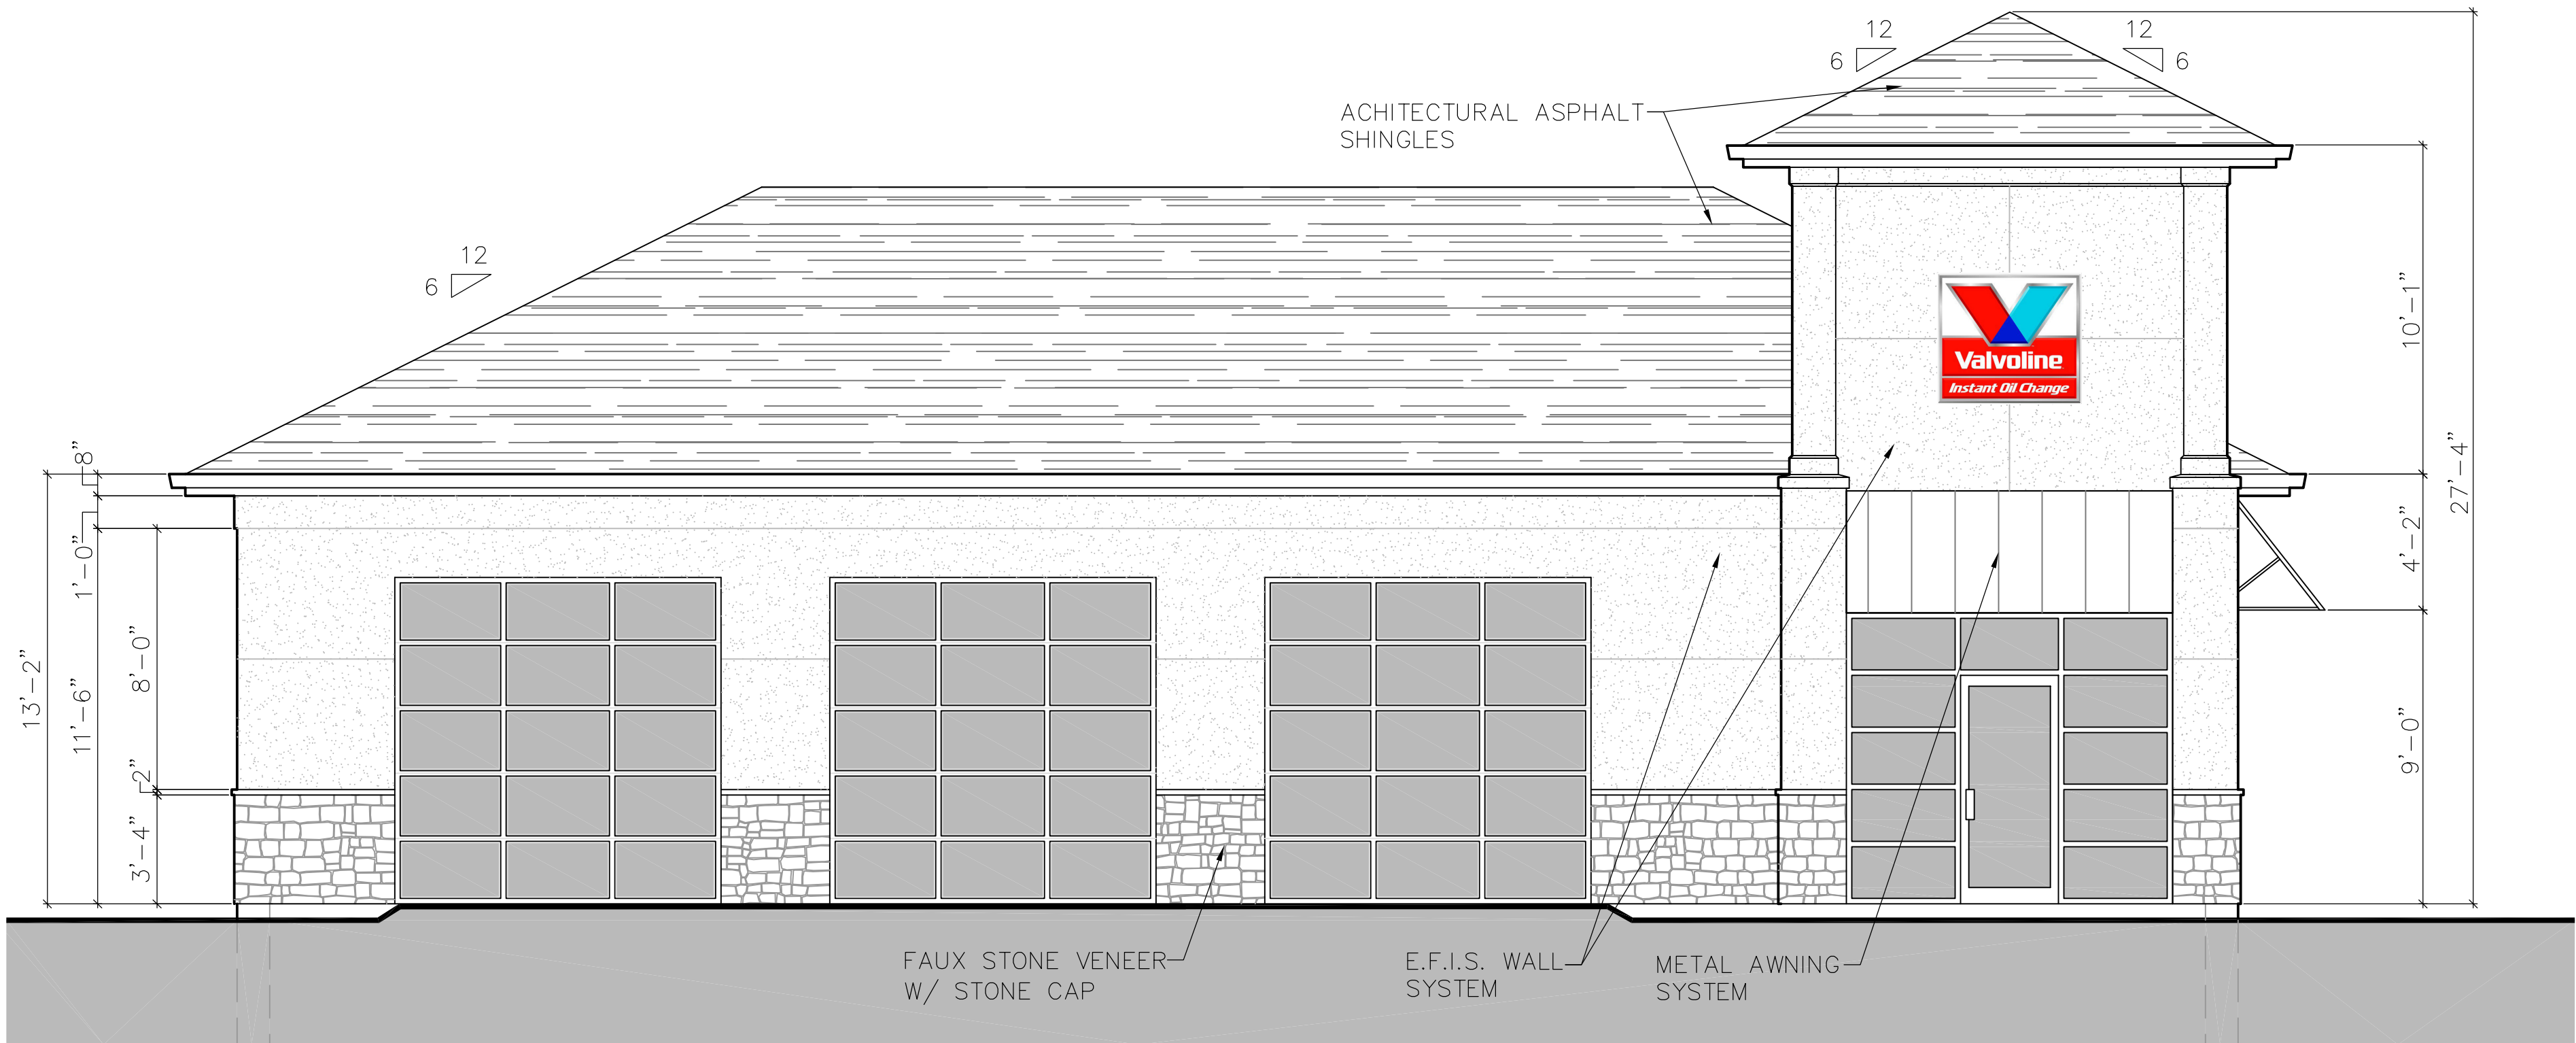 12
6
12
6
ACHITECTURAL ASPHALT
SHINGLES
12
6
Valvoline
Instant Oil Change
10'-1"
27'-4"
8"
13'-2"
1'-0"
11'-6"
8'-0"
2"
3'-4"
4'-2"
9'-0"
FAUX STONE VENEER
W/ STONE CAP
E.F.I.S. WALL
SYSTEM
METAL AWNING
SYSTEM